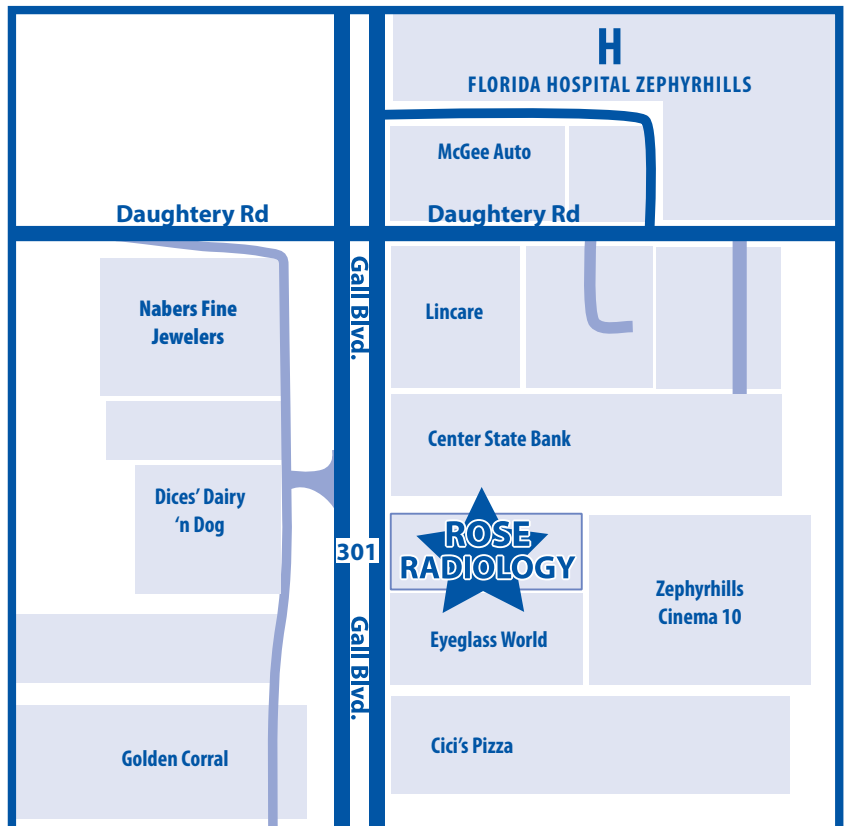 H
FLORIDA HOSPITAL ZEPHYRHILLS
McGee Auto
Daughtery Rd
Daughtery Rd
Gall Blvd.
Nabers Fine
Jewelers
Lincare
Center State Bank
Dices’ Dairy
‘n Dog
301
ROSE
RADIOLOGY
Zephyrhills
Cinema 10
Gall Blvd.
Eyeglass World
Golden Corral
Cici’s Pizza